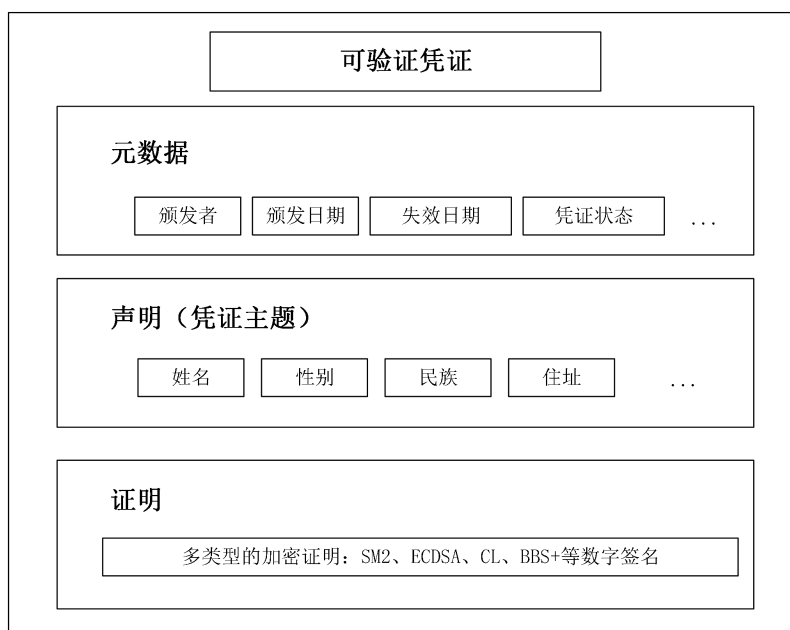 可验证凭证
元数据
颁发者 颁发日期 失效日期 凭证状态 ...
声明（凭证主题）
姓名 性别 民族 住址 ...
证明
多类型的加密证明：SM2、ECDSA、CL、BBS+等数字签名